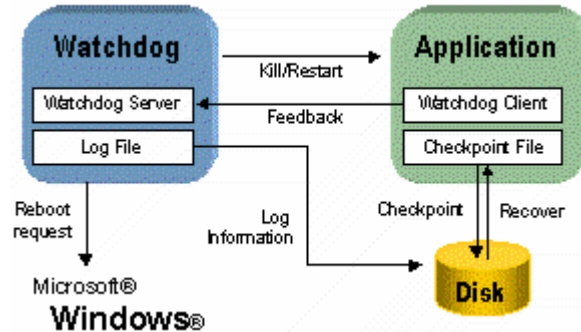 Watchdog
Application
Kill/Restart
Watchdog Server
Watchdog Client
Feedback
Log File
Checkpoint File
Reboot
request
Log
Information
Checkpoint
Recover
Microsoft®
Windows®
Disk